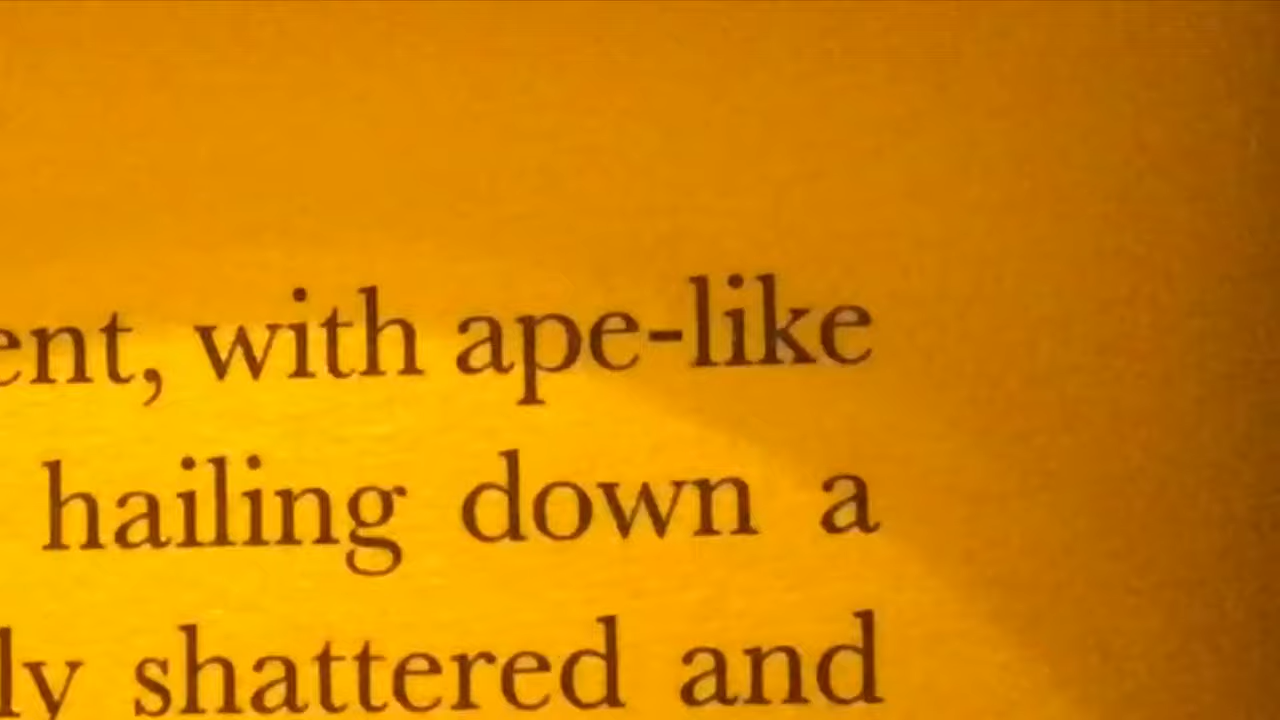 ent, with ape-like
hailing down a
ly shattered and